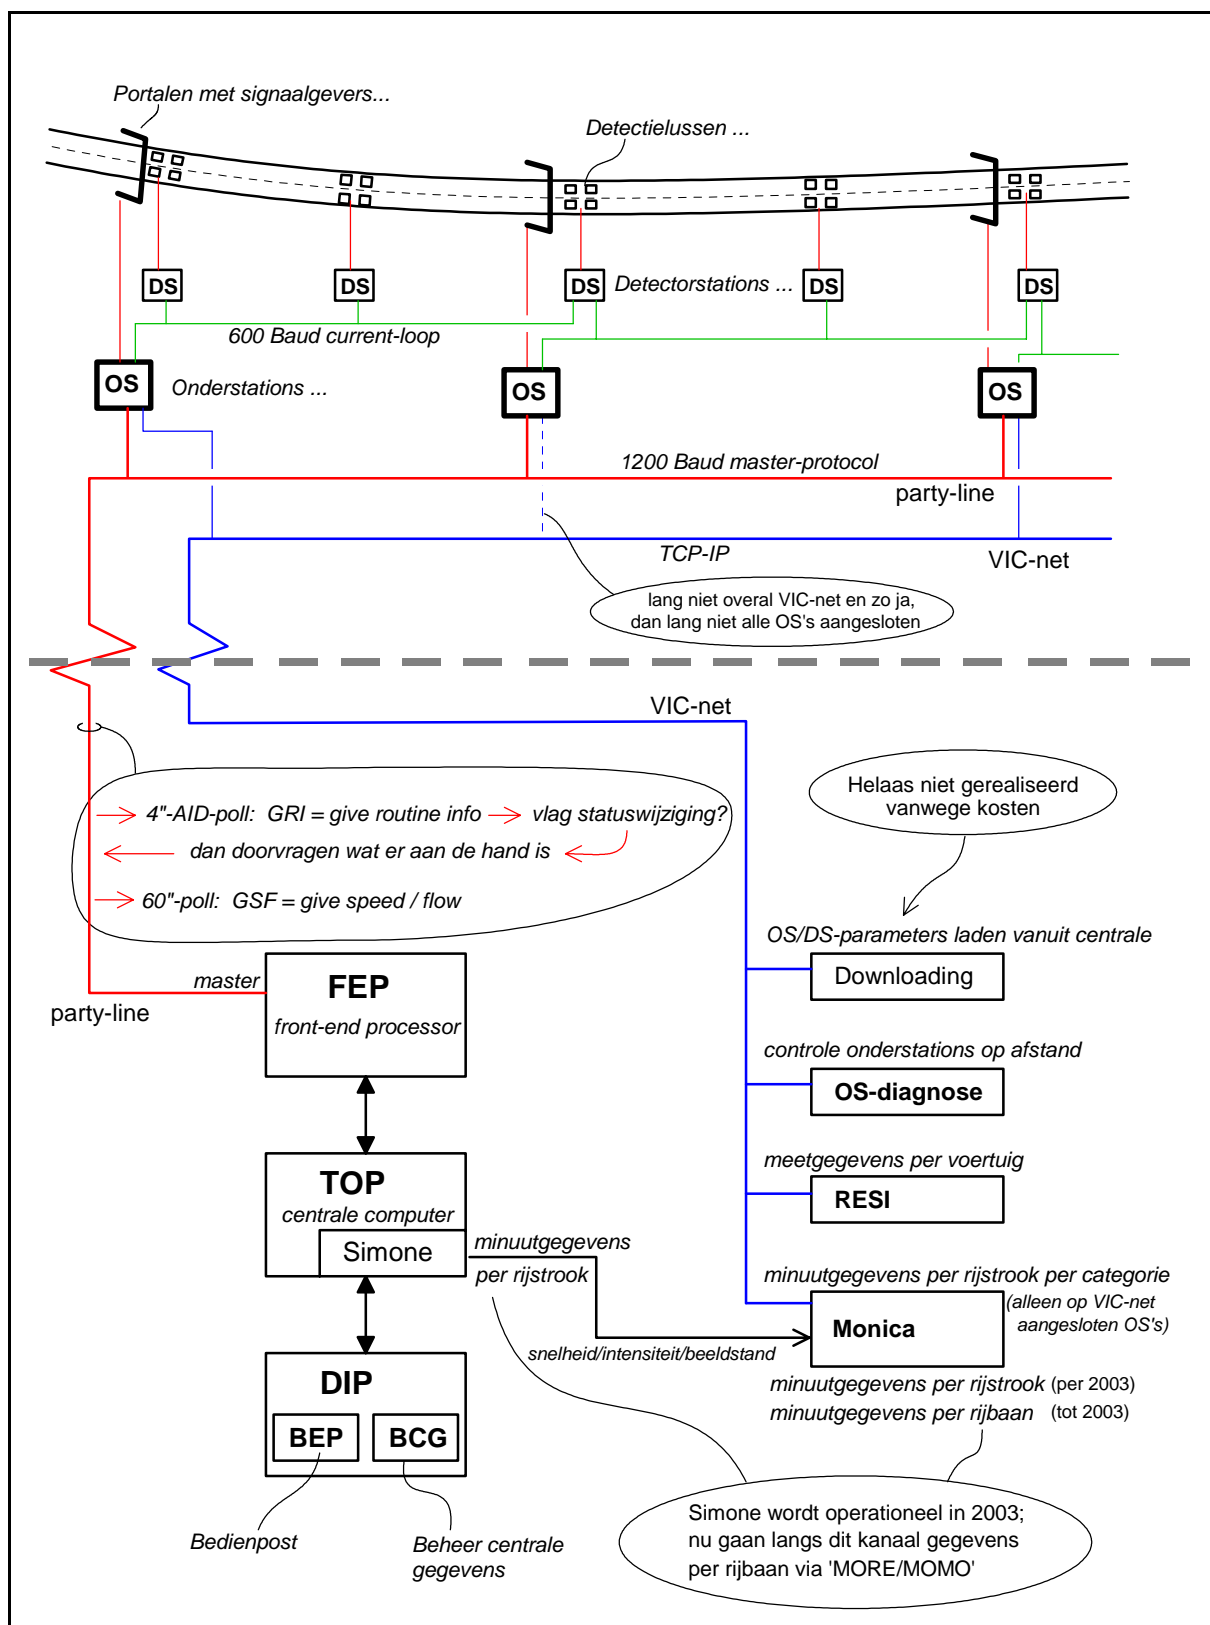 Portalen met signaalgevers...
Detectielussen ...
DS
DS
DS
Detectorstations ...
DS
DS
600 Baud current-loop
OS
Onderstations ...
OS
OS
1200 Baud master-protocol
party-line
TCP-IP
VIC-net
lang niet overal VIC-net en zo ja,
dan lang niet alle OS's aangesloten
VIC-net
Helaas niet gerealiseerd
vanwege kosten
4"-AID-poll: GRI = give routine info
vlag statuswijziging?
dan doorvragen wat er aan de hand is
60"-poll: GSF = give speed / flow
OS/DS-parameters laden vanuit centrale
Downloading
master
party-line
FEP
front-end processor
controle onderstations op afstand
OS-diagnose
TOP
centrale computer
Simone
meetgegevens per voertuig
RESI
minuutgegevens
per rijstrook
minuutgegevens per rijstrook per categorie
(alleen op VIC-net
aangesloten OS's)
Monica
snelheid/intensiteit/beeldstand
minuutgegevens per rijstrook (per 2003)
minuutgegevens per rijbaan (tot 2003)
DIP
BEP
BCG
Bedienpost
Beheer centrale
gegevens
Simone wordt operationeel in 2003;
nu gaan langs dit kanaal gegevens
per rijbaan via 'MORE/MOMO'